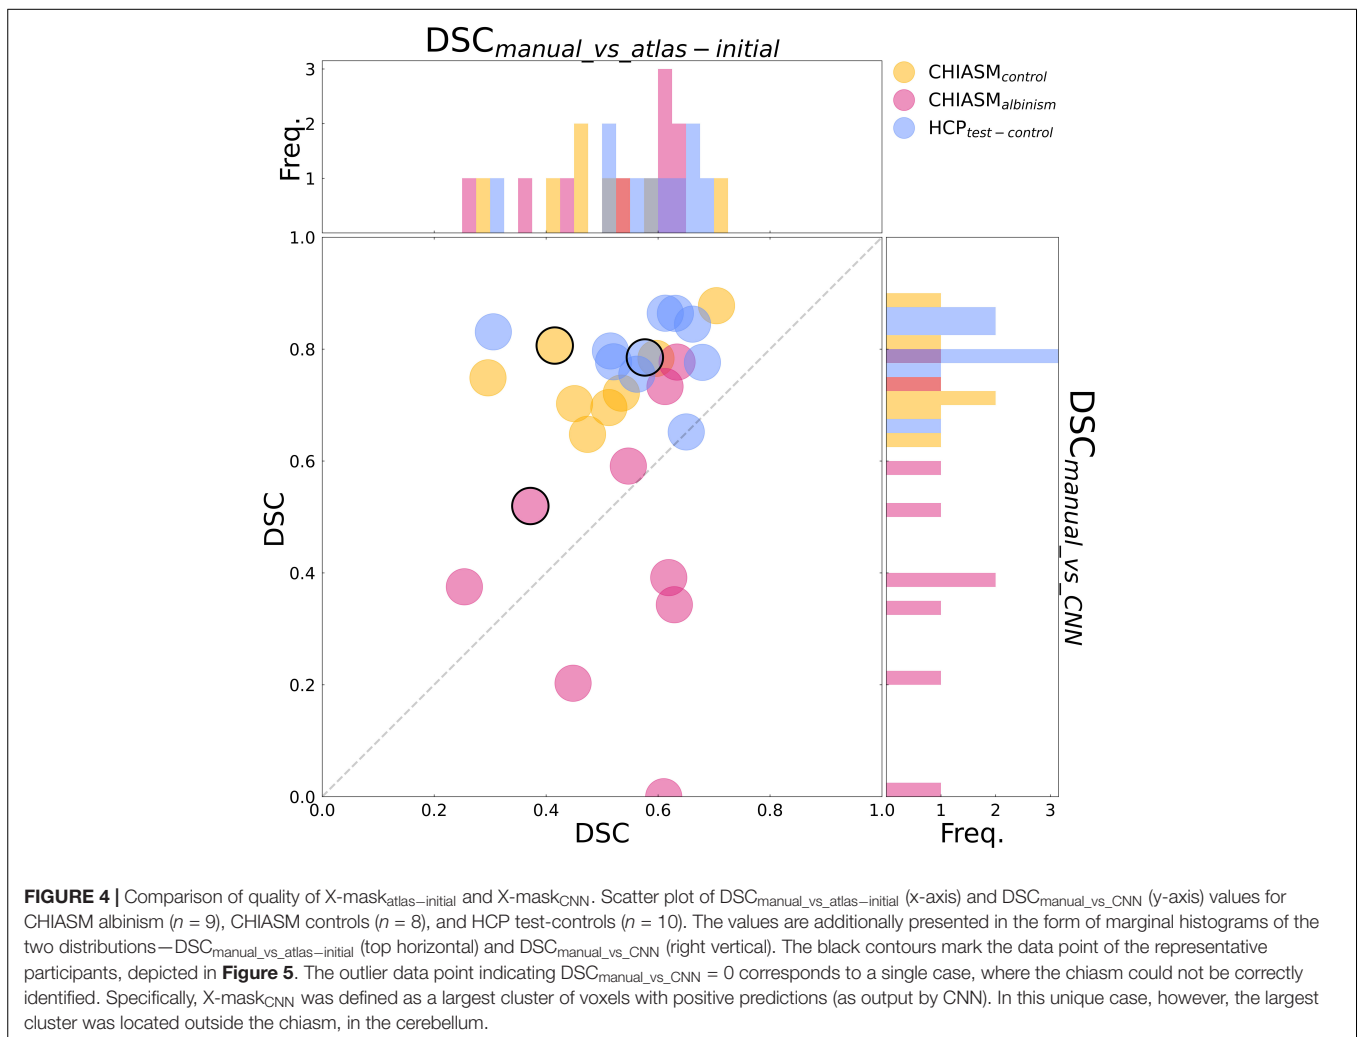 DSCmanual_vs_atlas−initial
CHIASMcontrol
CHIASMalbinism
HCPtest−control
Freq.
3
2
1
1.0
0.8
0.6
0.4
0.2
0.0
DSC
0.0 0.2 0.4 0.6 0.8 1.0
DSC
0 1 2 3
Freq.
DSCmanual_vs_CNN
FIGURE 4 | Comparison of quality of X-maskatlas−initial and X-maskCNN. Scatter plot of DSCmanual_vs_atlas−initial (x-axis) and DSCmanual_vs_CNN (y-axis) values for
CHIASM albinism (n = 9), CHIASM controls (n = 8), and HCP test-controls (n = 10). The values are additionally presented in the form of marginal histograms of the
two distributions—DSCmanual_vs_atlas−initial (top horizontal) and DSCmanual_vs_CNN (right vertical). The black contours mark the data point of the representative
participants, depicted in Figure 5. The outlier data point indicating DSCmanual_vs_CNN = 0 corresponds to a single case, where the chiasm could not be correctly
identified. Specifically, X-maskCNN was defined as a largest cluster of voxels with positive predictions (as output by CNN). In this unique case, however, the largest
cluster was located outside the chiasm, in the cerebellum.